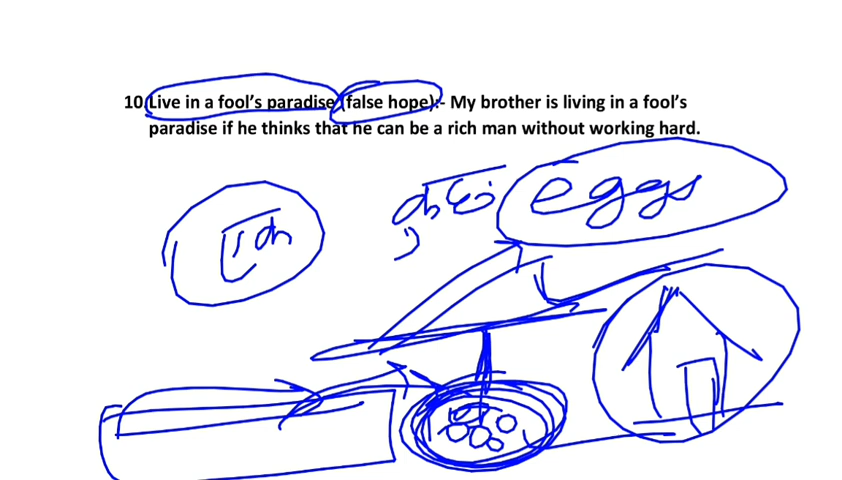 10.Live in a fool's paradise (false hope):- My brother is living in a fool's
paradise if he thinks that he can be a rich man without working hard.
eggs